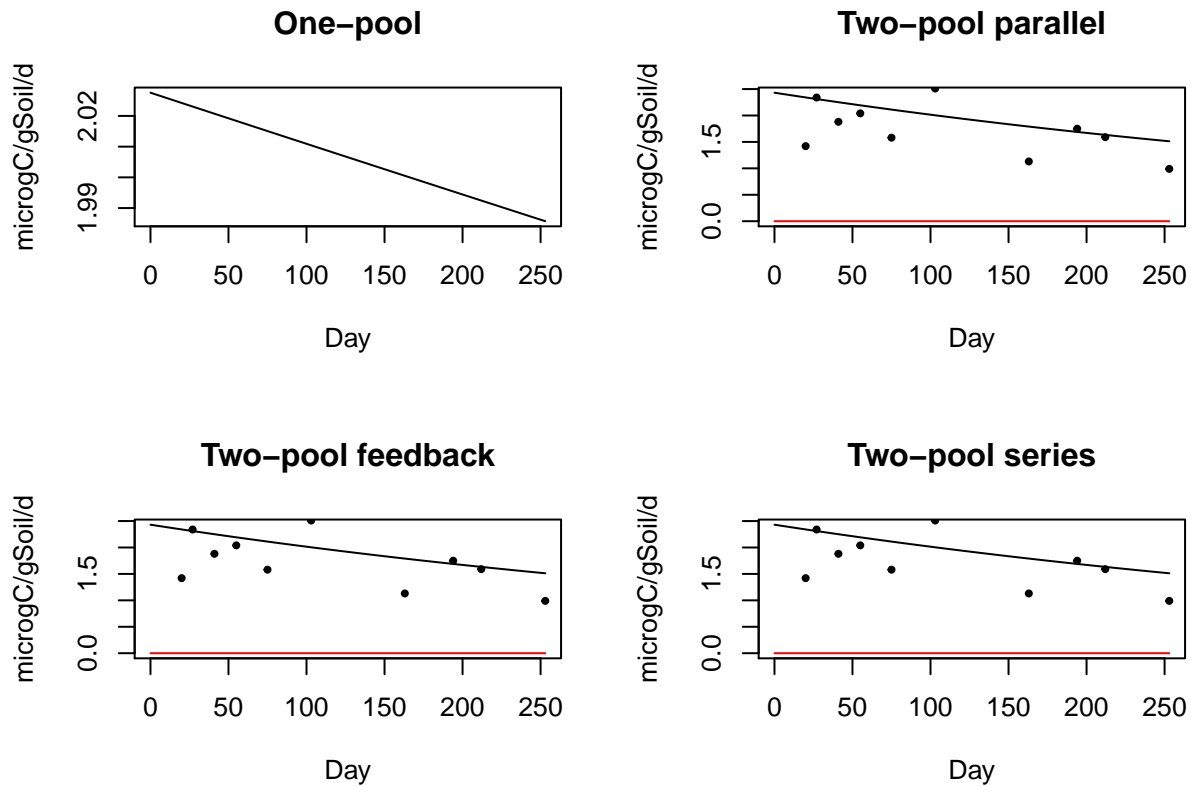 One−pool
microgC/gSoil/d
2.02
1.99
0 50 100 150 200 250
Day
Two−pool parallel
microgC/gSoil/d
1.5
0.0
0 50 100 150 200 250
Day
Two−pool feedback
microgC/gSoil/d
1.5
0.0
0 50 100 150 200 250
Day
Two−pool series
microgC/gSoil/d
1.5
0.0
0 50 100 150 200 250
Day